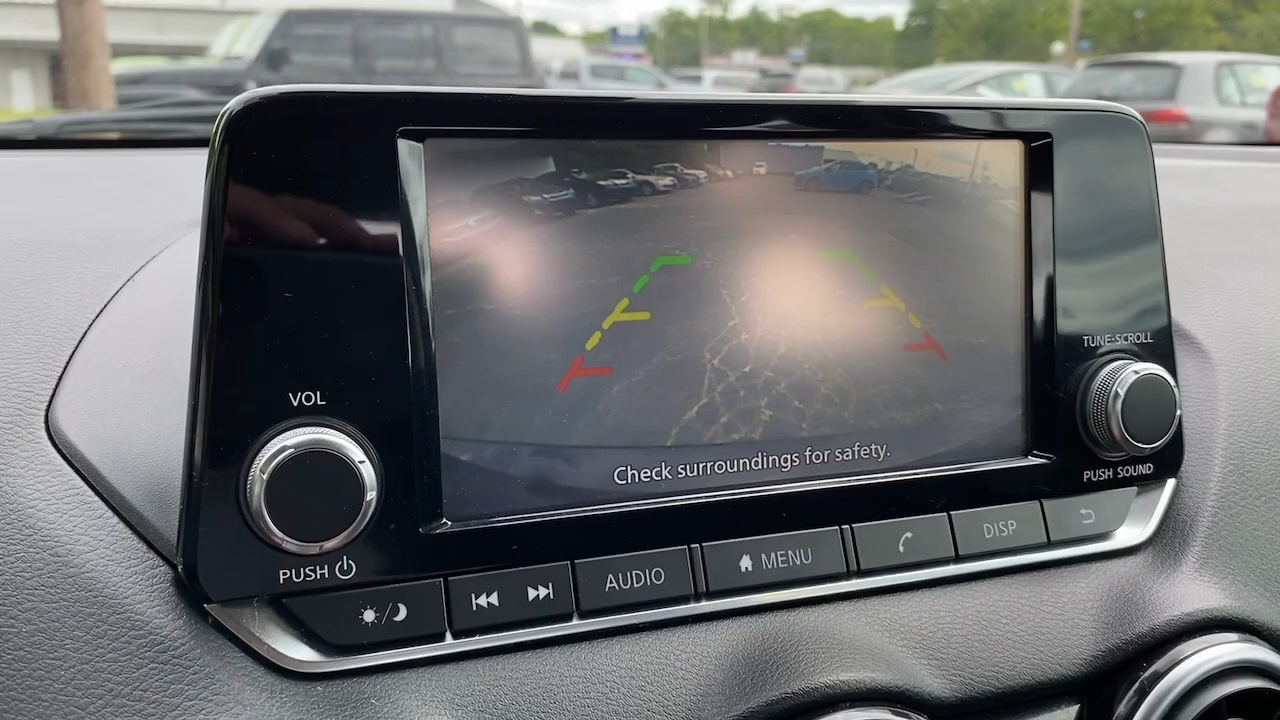 Check surroundings for safety.
VOL
PUSH
TUNE·SCROLL
PUSH SOUND
AUDIO
MENU
DISP